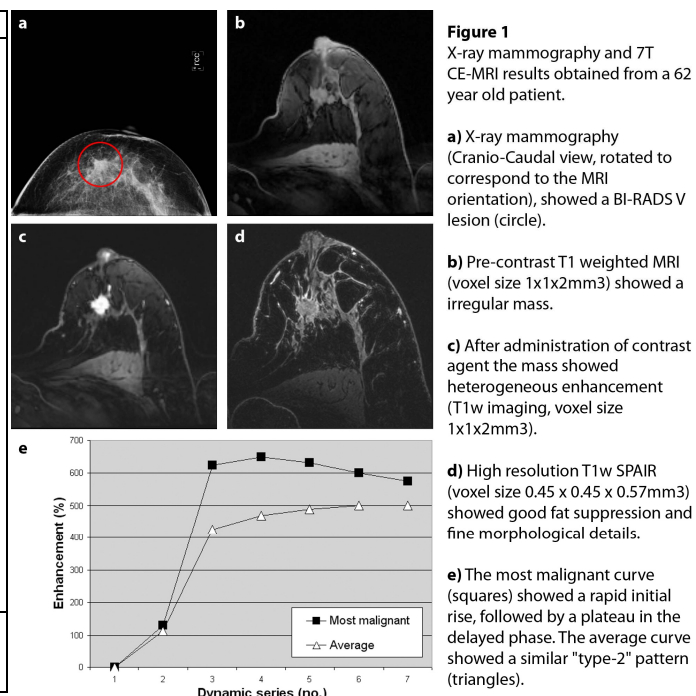 a
rcc
b
c
d
e
700
600
500
400
300
200
100
0
Enhancement (%)
1 2 3 4 5 6 7
Dynamic series (no.)
Most malignant
Average
Figure 1
X-ray mammography and 7T
CE-MRI results obtained from a 62
year old patient.
a) X-ray mammography
(Cranio-Caudal view, rotated to
correspond to the MRI
orientation), showed a BI-RADS V
lesion (circle).
b) Pre-contrast T1 weighted MRI
(voxel size 1x1x2mm3) showed a
irregular mass.
c) After administration of contrast
agent the mass showed
heterogeneous enhancement
(T1w imaging, voxel size
1x1x2mm3).
d) High resolution T1w SPAIR
(voxel size 0.45 x 0.45 x 0.57mm3)
showed good fat suppression and
fine morphological details.
e) The most malignant curve
(squares) showed a rapid initial
rise, followed by a plateau in the
delayed phase. The average curve
showed a similar "type-2" pattern
(triangles).